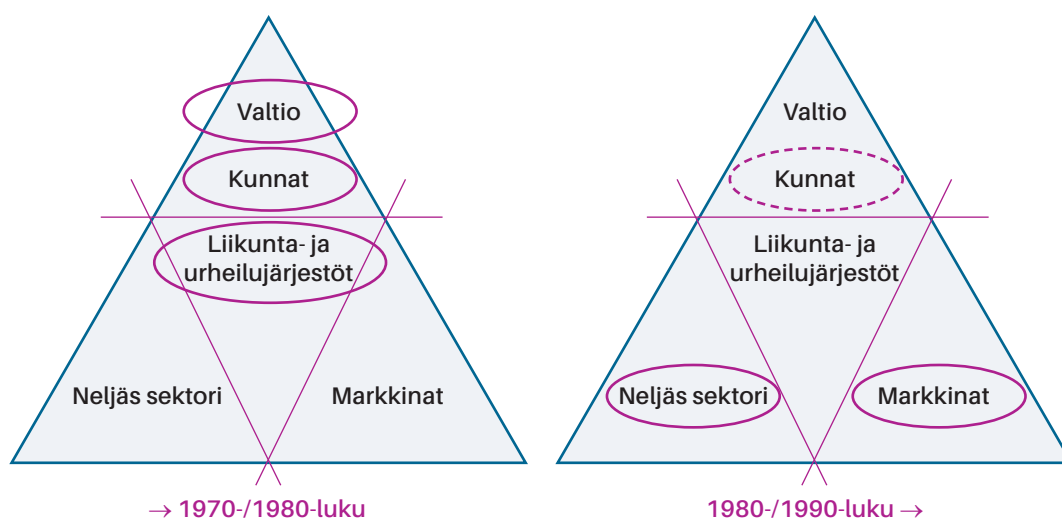 Valtio
Kunnat
Liikunta- ja
urheilujärjestöt
Neljäs sektori
Markkinat
→ 1970-/1980-luku
Valtio
Kunnat
Liikunta- ja
urheilujärjestöt
Neljäs sektori
Markkinat
1980-/1990-luku →